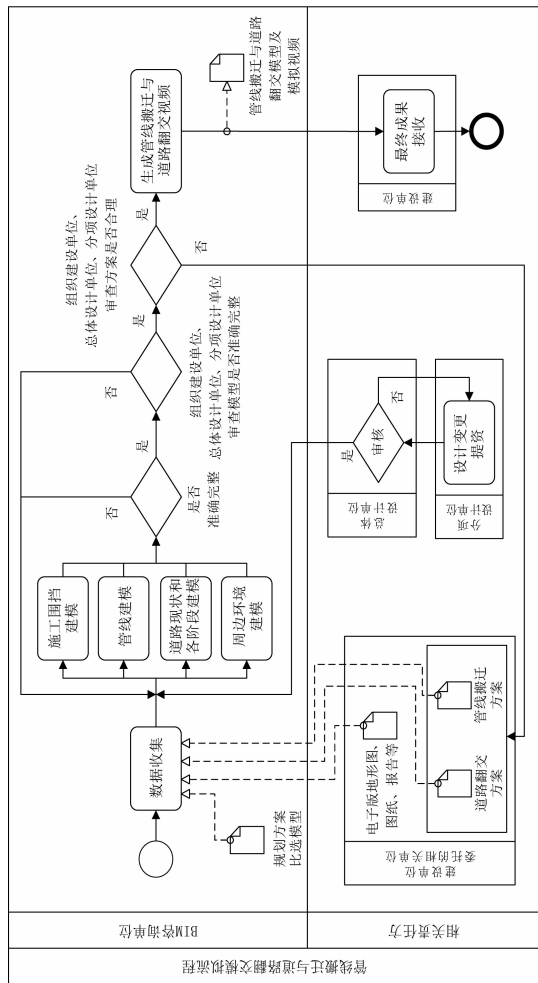 管线搬迁与道路翻交模拟流程
BIM咨询单位
相关责任方
数据收集
规划方案
比选模型
施工围挡
建模
管线建模
道路现状和
各阶段建模
周边环境
建模
是否
准确完整
否
是
组织建设单位、
总体设计单位、分项设计单位
审查模型是否准确完整
否
是
组织建设单位、
总体设计单位、分项设计单位
审查方案是否合理
是
否
生成管线搬迁与
道路翻交视频
管线搬迁与道路
翻交模型及
模拟视频
建设单位
委托的相关单位
电子版地形图、
图纸、报告等
道路翻交
方案
管线搬迁
方案
总体
设计单位
审核
是
否
分项
设计单位
设计变更
提资
建设单位
最终成果
接收